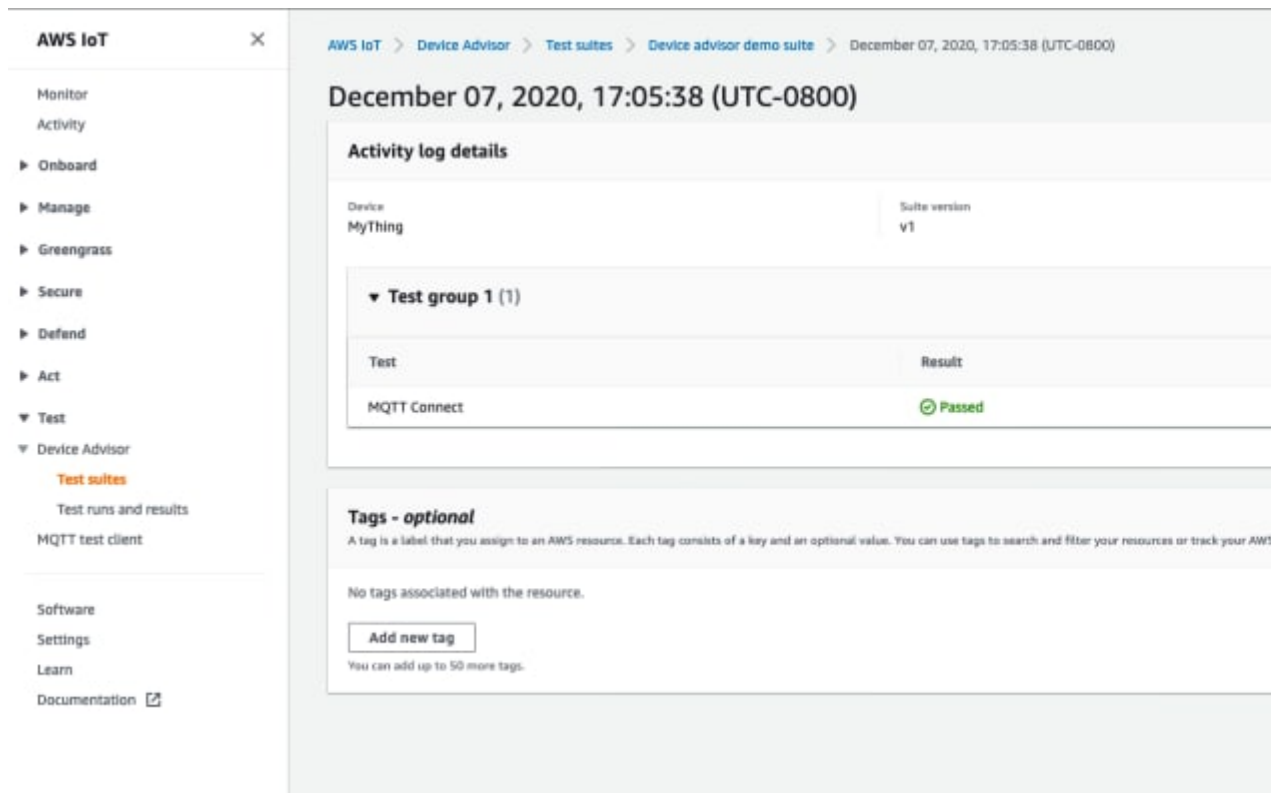 AWS IoT
Monitor
Activity
Onboard
Manage
Greengrass
Secure
Defend
Act
Test
Device Advisor
Test suites
Test runs and results
MQTT test client
Software
Settings
Learn
Documentation
AWS IoT > Device Advisor > Test suites > Device advisor demo suite > December 07, 2020, 17:05:38 (UTC-0800)
December 07, 2020, 17:05:38 (UTC-0800)
Activity log details
Device
MyThing
Suite version
v1
Test group 1 (1)
Test
Result
MQTT Connect
Passed
Tags - optional
A tag is a label that you assign to an AWS resource. Each tag consists of a key and an optional value. You can use tags to search and filter your resources or track your AWS
No tags associated with the resource.
Add new tag
You can add up to 50 more tags.